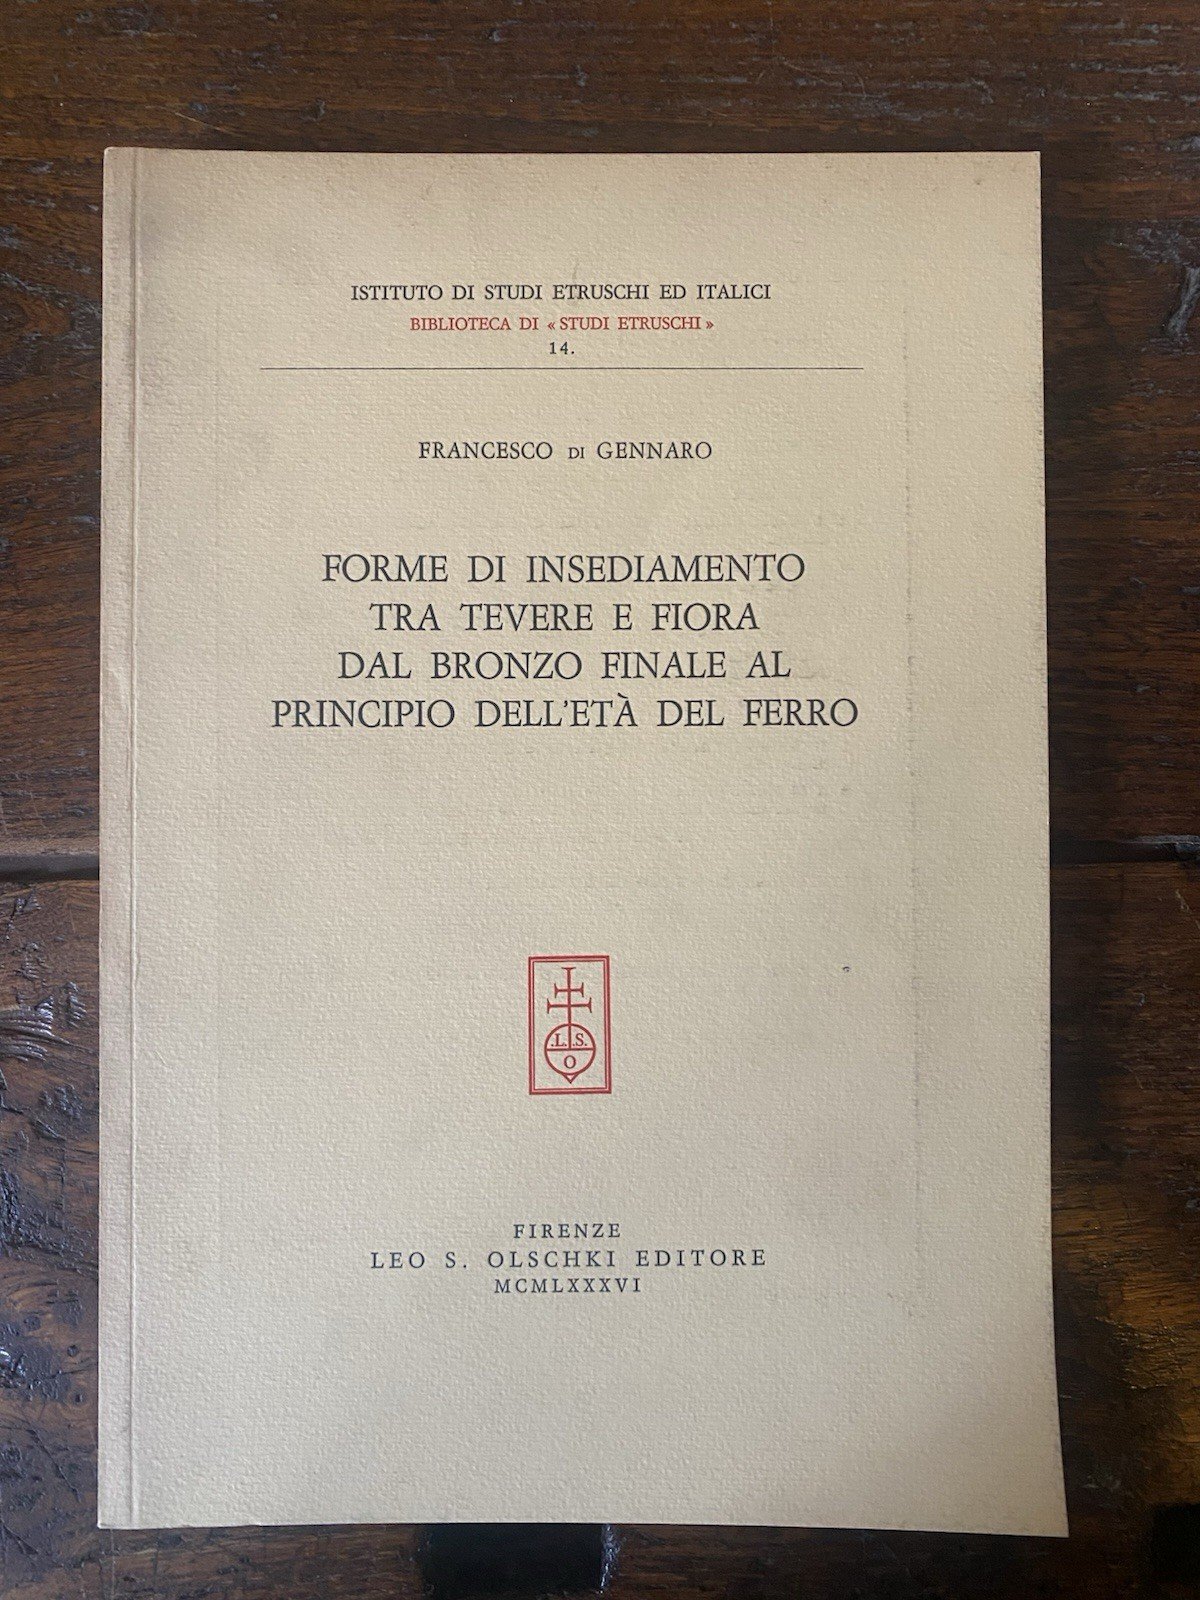 ISTITUTO DI STUDI ETRUSCHI ED ITALICI
BIBLIOTECA DI « STUDI ETRUSCHI »
14.
FRANCESCO DI GENNARO
FORME DI INSEDIAMENTO
TRA TEVERE E FIORA
DAL BRONZO FINALE AL
PRINCIPIO DELL'ETÀ DEL FERRO
.L. .S.
O
FIRENZE
LEO S. OLSCHKI EDITORE
MCMLXXXVI